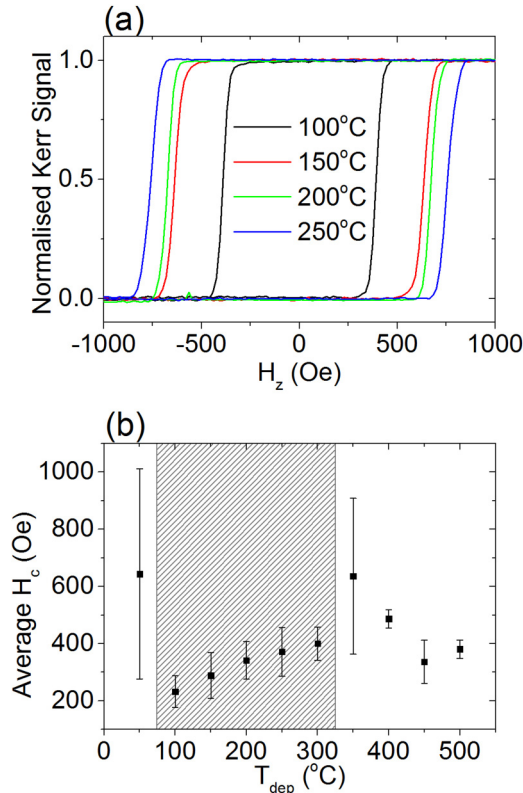 (a)
Normalised Kerr Signal
1.0
0.5
0.0
100°C
150°C
200°C
250°C
-1000 -500 0 500 1000
H_z (Oe)
(b)
Average H_c (Oe)
1000
800
600
400
200
0 100 200 300 400 500
T_dep (°C)